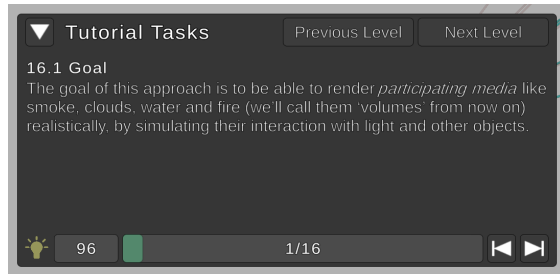 Tutorial Tasks
Previous Level
Next Level
16.1 Goal
The goal of this approach is to be able to render participating media like
smoke, clouds, water and fire (we'll call them 'volumes' from now on)
realistically, by simulating their interaction with light and other objects.
96
1/16